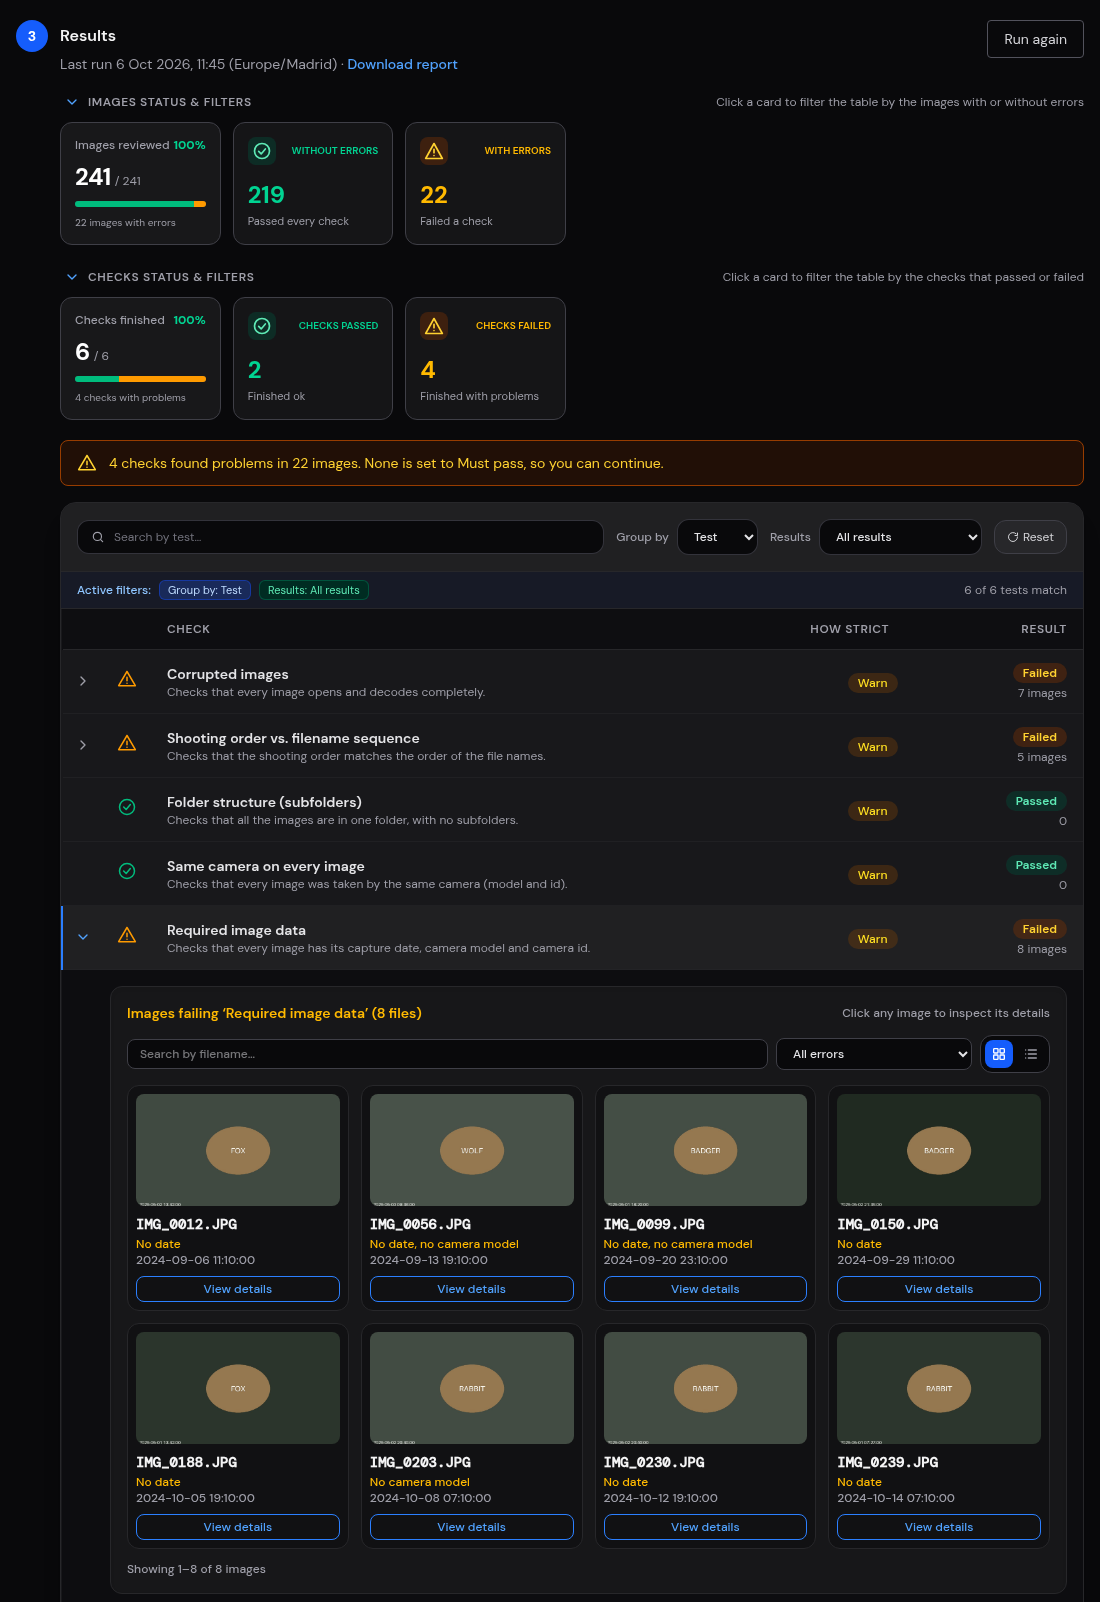 3
Results
Run again
Last run 6 Oct 2026, 11:45 (Europe/Madrid) · Download report
IMAGES STATUS & FILTERS
Click a card to filter the table by the images with or without errors
Images reviewed 100%
241 / 241
22 images with errors
WITHOUT ERRORS
219
Passed every check
WITH ERRORS
22
Failed a check
CHECKS STATUS & FILTERS
Click a card to filter the table by the checks that passed or failed
Checks finished 100%
6 / 6
4 checks with problems
CHECKS PASSED
2
Finished ok
CHECKS FAILED
4
Finished with problems
4 checks found problems in 22 images. None is set to Must pass, so you can continue.
Search by test...
Group by
Test
Results
All results
Reset
Active filters: Group by: Test Results: All results
6 of 6 tests match
CHECK HOW STRICT RESULT
Corrupted images
Checks that every image opens and decodes completely.
Warn
Failed
7 images
Shooting order vs. filename sequence
Checks that the shooting order matches the order of the file names.
Warn
Failed
5 images
Folder structure (subfolders)
Checks that all the images are in one folder, with no subfolders.
Warn
Passed
0
Same camera on every image
Checks that every image was taken by the same camera (model and id).
Warn
Passed
0
Required image data
Checks that every image has its capture date, camera model and camera id.
Warn
Failed
8 images
Images failing ‘Required image data’ (8 files)
Click any image to inspect its details
Search by filename...
All errors
FOX
IMG_0012.JPG
No date
2024-09-06 11:10:00
View details
WOLF
IMG_0056.JPG
No date, no camera model
2024-09-13 19:10:00
View details
BADGER
IMG_0099.JPG
No date, no camera model
2024-09-20 23:10:00
View details
BADGER
IMG_0150.JPG
No date
2024-09-29 11:10:00
View details
FOX
IMG_0188.JPG
No date
2024-10-05 19:10:00
View details
RABBIT
IMG_0203.JPG
No camera model
2024-10-08 07:10:00
View details
RABBIT
IMG_0230.JPG
No date
2024-10-12 19:10:00
View details
RABBIT
IMG_0239.JPG
No date
2024-10-14 07:10:00
View details
Showing 1–8 of 8 images